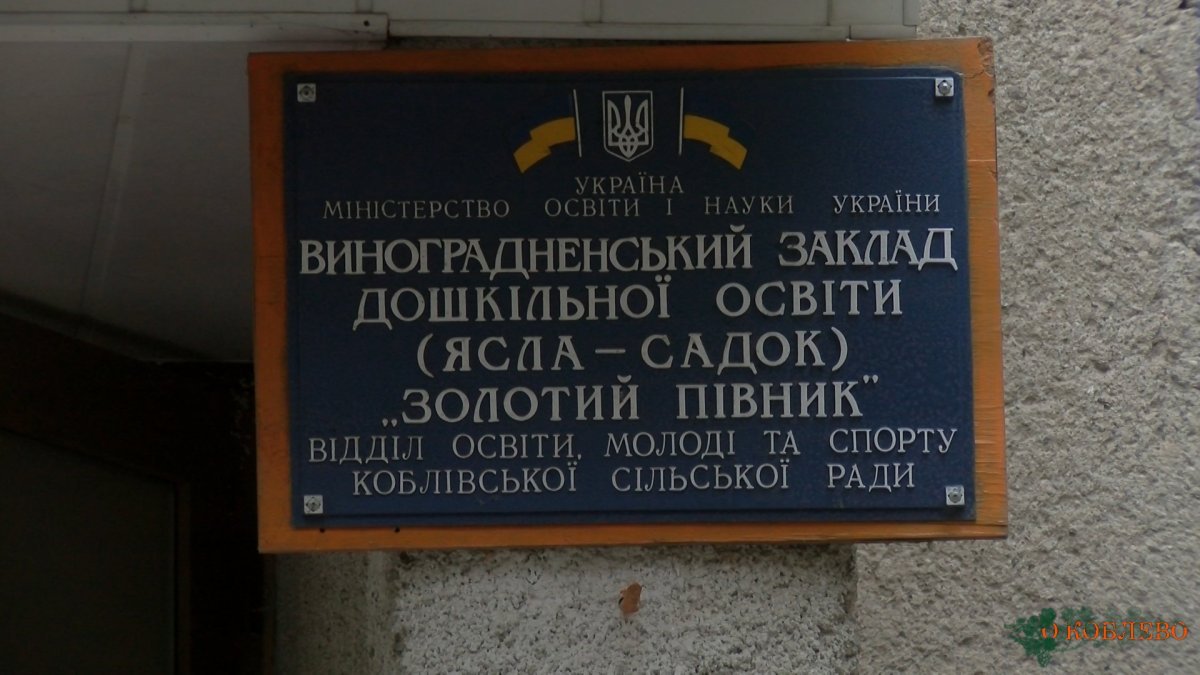 УКРАЇНА
МІНІСТЕРСТВО ОСВІТИ І НАУКИ УКРАЇНИ
ВИНОГРАДНЕНСЬКИЙ ЗАКЛАД
ДОШКІЛЬНОЇ ОСВІТИ
(ЯСЛА – САДОК)
„ЗОЛОТИЙ ПІВНИК"
ВІДДІЛ ОСВІТИ, МОЛОДІ ТА СПОРТУ
КОБЛІВСЬКОЇ СІЛЬСЬКОЇ РАДИ
О КОБЛЕВО